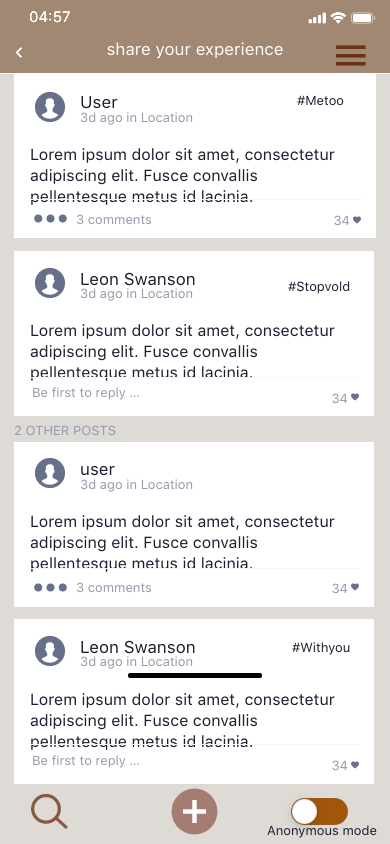 04:57
share your experience
User
#Metoo
3d ago in Location
Lorem ipsum dolor sit amet, consectetur
adipiscing elit. Fusce convallis
pellentesque metus id lacinia.
3 comments
34
Leon Swanson
#Stopvold
3d ago in Location
Lorem ipsum dolor sit amet, consectetur
adipiscing elit. Fusce convallis
pellentesque metus id lacinia.
Be first to reply ...
34
2 OTHER POSTS
user
3d ago in Location
Lorem ipsum dolor sit amet, consectetur
adipiscing elit. Fusce convallis
pellentesque metus id lacinia.
3 comments
34
Leon Swanson
#Withyou
3d ago in Location
Lorem ipsum dolor sit amet, consectetur
adipiscing elit. Fusce convallis
pellentesque metus id lacinia.
Be first to reply ...
34
Anonymous mode